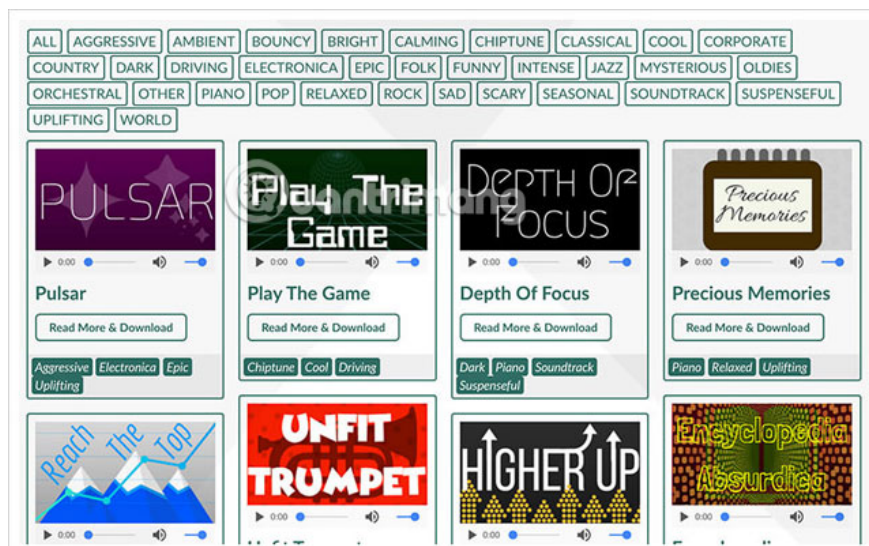 ALL AGGRESSIVE AMBIENT BOUNCY BRIGHT CALMING CHIPTUNE CLASSICAL COOL CORPORATE
COUNTRY DARK DRIVING ELECTRONICA EPIC FOLK FUNNY INTENSE JAZZ MYSTERIOUS OLDIES
ORCHESTRAL OTHER PIANO POP RELAXED ROCK SAD SCARY SEASONAL SOUNDTRACK SUSPENSEFUL
UPLIFTING WORLD
PULSAR
0:00
Pulsar
Read More & Download
Aggressive Electronica Epic
Uplifting
Play The
Game
0:00
Play The Game
Read More & Download
Chiptune Cool Driving
Depth Of
Focus
0:00
Depth Of Focus
Read More & Download
Dark Piano Soundtrack
Suspenseful
Precious
Memories
0:00
Precious Memories
Read More & Download
Piano Relaxed Uplifting
Reach The Top
0:00
UNFIT
TRUMPET
0:00
Unfit Trumpet
HIGHER UP
0:00
Encyclopedia
Absurdica
0:00
quantrimang